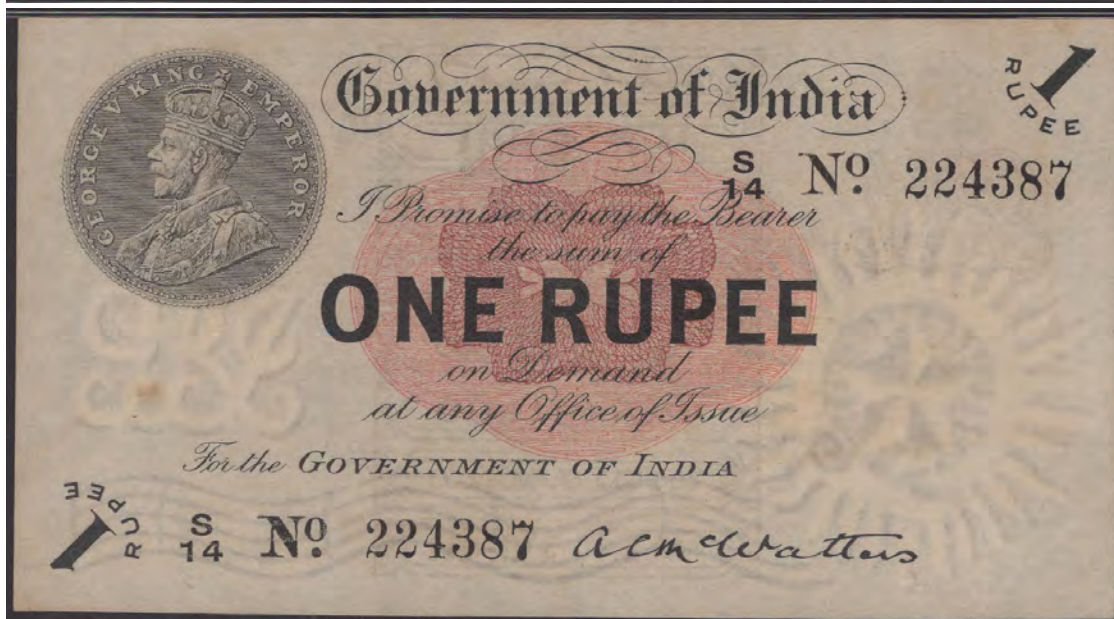 GEORGE V KING EMPEROR
Government of India
1 RUPEE
S/14 No. 224387
I Promise to pay the Bearer
the sum of
ONE RUPEE
on Demand
at any Office of Issue
For the GOVERNMENT OF INDIA
1 RUPEE
S/14 No. 224387 A C McWatters